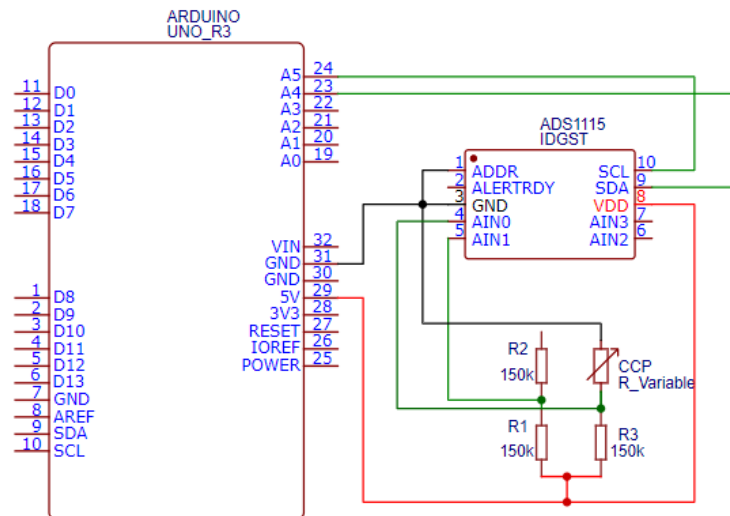 ARDUINO
UNO_R3
11 D0
12 D1
13 D2
14 D3
15 D4
16 D5
17 D6
18 D7
1 D8
2 D9
3 D10
4 D11
5 D12
6 D13
7 GND
8 AREF
9 SDA
10 SCL
A5 24
A4 23
A3 22
A2 21
A1 20
A0 19
VIN 32
GND 31
GND 30
5V 29
3V3 28
RESET 27
IOREF 26
POWER 25
ADS1115
IDGST
1 ADDR
2 ALERTRDY
3 GND
4 AIN0
5 AIN1
SCL 10
SDA 9
VDD 8
AIN3 7
AIN2 6
R2
150k
CCP
R_Variable
R1
150k
R3
150k